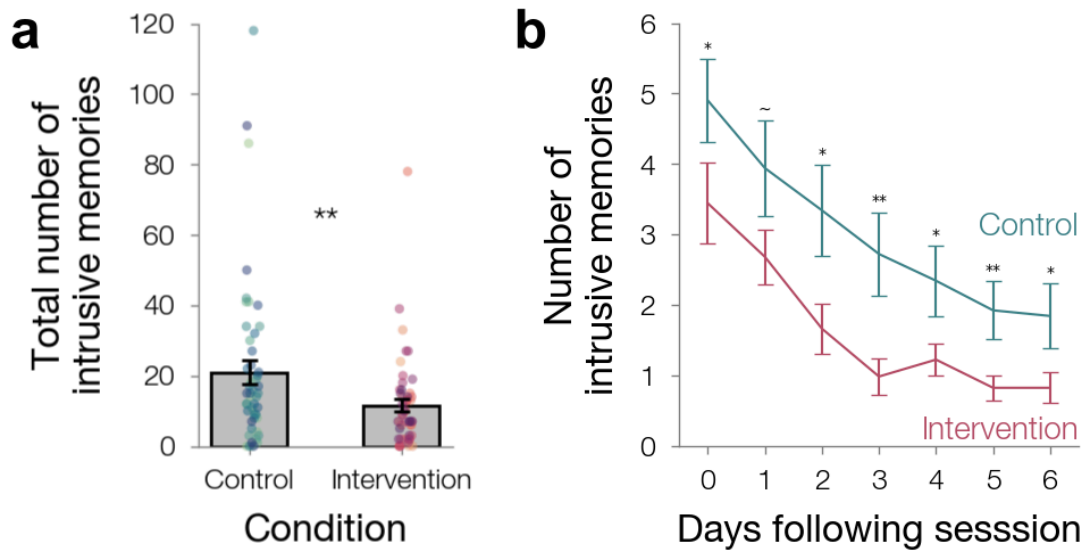 a
Total number of
intrusive memories
120
100
80
60
40
20
0
**
Control
Intervention
Condition
b
Number of
intrusive memories
6
5
4
3
2
1
0
*
~
*
**
*
**
*
Control
Intervention
0 1 2 3 4 5 6
Days following sesssion